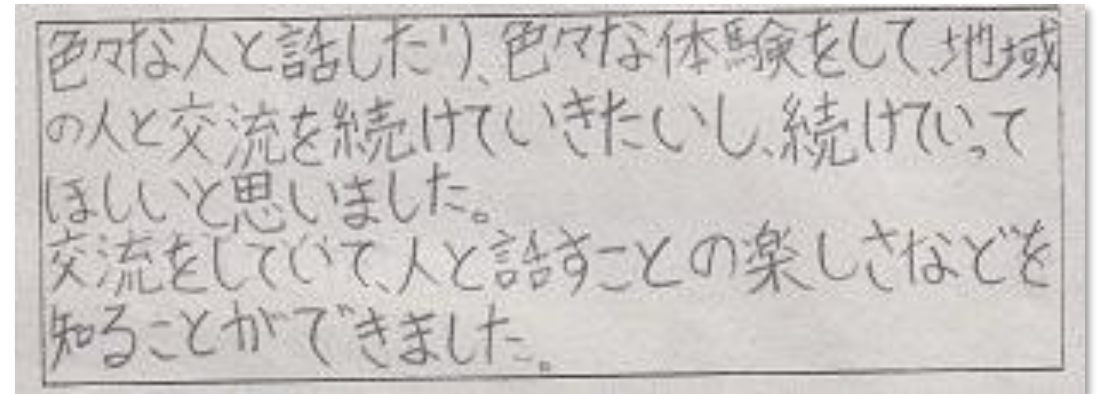 色々な人と話したり、色々な体験をして、地域
の人と交流を続けていきたいし、続けていって
ほしいと思いました。
交流をしていて、人と話すことの楽しさなどを
知ることができました。